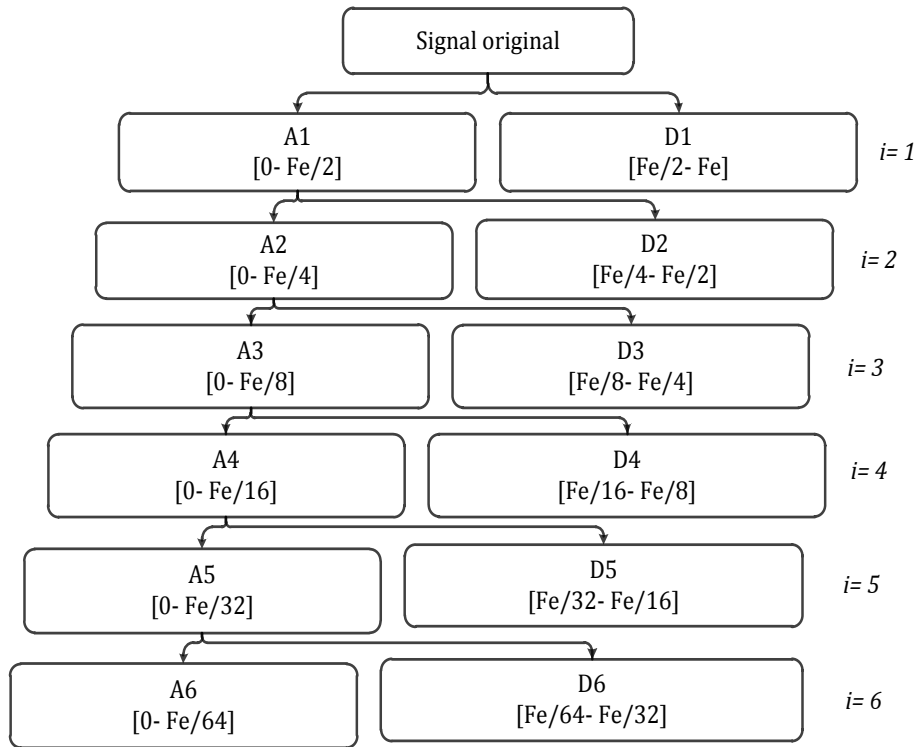 Signal original
A1
[0- Fe/2]
D1
[Fe/2- Fe]
i= 1
A2
[0- Fe/4]
D2
[Fe/4- Fe/2]
i= 2
A3
[0- Fe/8]
D3
[Fe/8- Fe/4]
i= 3
A4
[0- Fe/16]
D4
[Fe/16- Fe/8]
i= 4
A5
[0- Fe/32]
D5
[Fe/32- Fe/16]
i= 5
A6
[0- Fe/64]
D6
[Fe/64- Fe/32]
i= 6